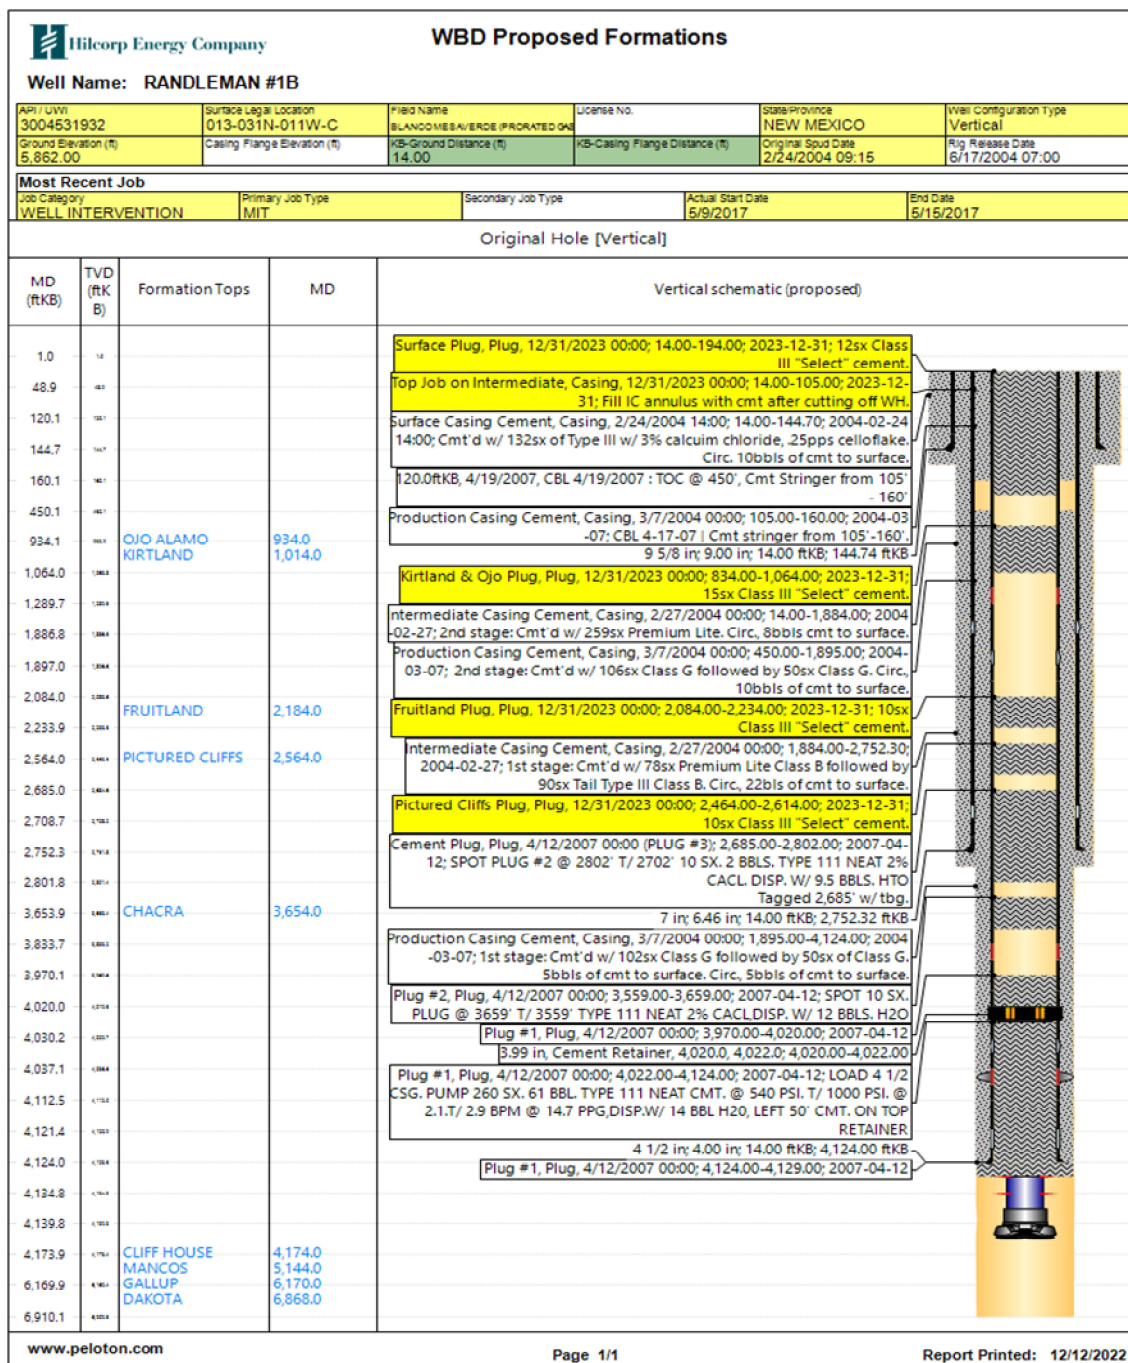 Hilcorp Energy Company
WBD Proposed Formations
Well Name: RANDLEMAN #1B
API / UWI
3004531932
Surface Legal Location
013-031N-011W-C
Field Name
BLANCO MESAVERDE (PRORATED GAS
License No.
State/Province
NEW MEXICO
Well Configuration Type
Vertical
Ground Elevation (ft)
5,862.00
Casing Flange Elevation (ft)
KB-Ground Distance (ft)
14.00
KB-Casing Flange Distance (ft)
Original Spud Date
2/24/2004 09:15
Rig Release Date
6/17/2004 07:00
Most Recent Job
Job Category
WELL INTERVENTION
Primary Job Type
MIT
Secondary Job Type
Actual Start Date
5/9/2017
End Date
5/15/2017
Original Hole [Vertical]
MD
(ftKB)
TVD
(ftK
B)
Formation Tops
MD
Vertical schematic (proposed)
1.0
48.9
120.1
144.7
160.1
450.1
934.1
1,064.0
1,289.7
1,886.8
1,897.0
2,084.0
2,233.9
2,564.0
2,685.0
2,708.7
2,752.3
2,801.8
3,653.9
3,833.7
3,970.1
4,020.0
4,030.2
4,037.1
4,112.5
4,121.4
4,124.0
4,134.8
4,139.8
4,173.9
6,169.9
6,910.1
OJO ALAMO 934.0
KIRTLAND 1,014.0
FRUITLAND 2,184.0
PICTURED CLIFFS 2,564.0
CHACRA 3,654.0
CLIFF HOUSE 4,174.0
MANCOS 5,144.0
GALLUP 6,170.0
DAKOTA 6,868.0
Surface Plug, Plug, 12/31/2023 00:00; 14.00-194.00; 2023-12-31; 12sx Class
III "Select" cement.
Top Job on Intermediate, Casing, 12/31/2023 00:00; 14.00-105.00; 2023-12-
31; Fill IC annulus with cmt after cutting off WH.
Surface Casing Cement, Casing, 2/24/2004 14:00; 14.00-144.70; 2004-02-24
14:00; Cmt'd w/ 132sx of Type III w/ 3% calcuim chloride, .25pps celloflake.
Circ. 10bbls of cmt to surface.
120.0ftKB, 4/19/2007, CBL 4/19/2007 : TOC @ 450', Cmt Stringer from 105'
- 160'
Production Casing Cement, Casing, 3/7/2004 00:00; 105.00-160.00; 2004-03
-07; CBL 4-17-07 | Cmt stringer from 105'-160'.
9 5/8 in; 9.00 in; 14.00 ftKB; 144.74 ftKB
Kirtland & Ojo Plug, Plug, 12/31/2023 00:00; 834.00-1,064.00; 2023-12-31;
15sx Class III "Select" cement.
Intermediate Casing Cement, Casing, 2/27/2004 00:00; 14.00-1,884.00; 2004
-02-27; 2nd stage: Cmt'd w/ 259sx Premium Lite. Circ., 8bbls cmt to surface.
Production Casing Cement, Casing, 3/7/2004 00:00; 450.00-1,895.00; 2004-
03-07; 2nd stage: Cmt'd w/ 106sx Class G followed by 50sx Class G. Circ.,
10bbls of cmt to surface.
Fruitland Plug, Plug, 12/31/2023 00:00; 2,084.00-2,234.00; 2023-12-31; 10sx
Class III "Select" cement.
Intermediate Casing Cement, Casing, 2/27/2004 00:00; 1,884.00-2,752.30;
2004-02-27; 1st stage: Cmt'd w/ 78sx Premium Lite Class B followed by
90sx Tail Type III Class B. Circ., 22bls of cmt to surface.
Pictured Cliffs Plug, Plug, 12/31/2023 00:00; 2,464.00-2,614.00; 2023-12-31;
10sx Class III "Select" cement.
Cement Plug, Plug, 4/12/2007 00:00 (PLUG #3); 2,685.00-2,802.00; 2007-04-
12; SPOT PLUG #2 @ 2802' T/ 2702' 10 SX. 2 BBLS. TYPE 111 NEAT 2%
CACL. DISP. W/ 9.5 BBLS. HTO
Tagged 2,685' w/ tbg.
7 in; 6.46 in; 14.00 ftKB; 2,752.32 ftKB
Production Casing Cement, Casing, 3/7/2004 00:00; 1,895.00-4,124.00; 2004
-03-07; 1st stage: Cmt'd w/ 102sx Class G followed by 50sx of Class G.
5bbls of cmt to surface. Circ., 5bbls of cmt to surface.
Plug #2, Plug, 4/12/2007 00:00; 3,559.00-3,659.00; 2007-04-12; SPOT 10 SX.
PLUG @ 3659' T/ 3559' TYPE 111 NEAT 2% CACL,DISP. W/ 12 BBLS. H2O
Plug #1, Plug, 4/12/2007 00:00; 3,970.00-4,020.00; 2007-04-12
3.99 in, Cement Retainer, 4,020.0, 4,022.0; 4,020.00-4,022.00
Plug #1, Plug, 4/12/2007 00:00; 4,022.00-4,124.00; 2007-04-12; LOAD 4 1/2
CSG. PUMP 260 SX. 61 BBL. TYPE 111 NEAT CMT. @ 540 PSI. T/ 1000 PSI. @
2.1.T/ 2.9 BPM @ 14.7 PPG,DISP.W/ 14 BBL H20, LEFT 50' CMT. ON TOP
RETAINER
4 1/2 in; 4.00 in; 14.00 ftKB; 4,124.00 ftKB
Plug #1, Plug, 4/12/2007 00:00; 4,124.00-4,129.00; 2007-04-12
www.peloton.com
Page 1/1
Report Printed: 12/12/2022